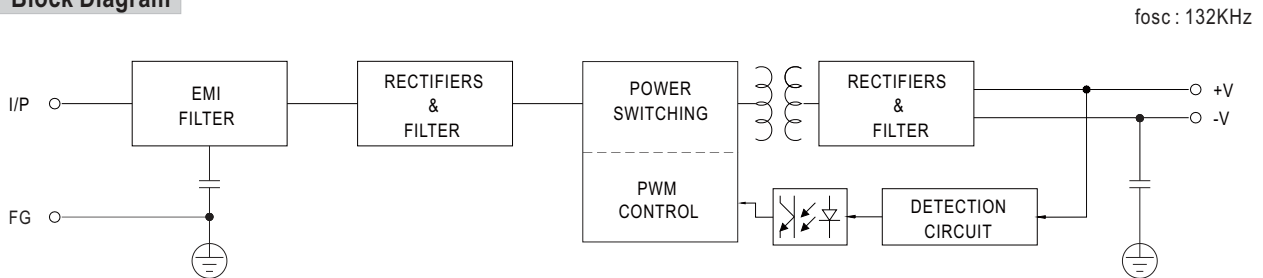 Block Diagram
fosc : 132KHz
I/P
EMI
FILTER
RECTIFIERS
&
FILTER
POWER
SWITCHING
RECTIFIERS
&
FILTER
+V
-V
PWM
CONTROL
DETECTION
CIRCUIT
FG